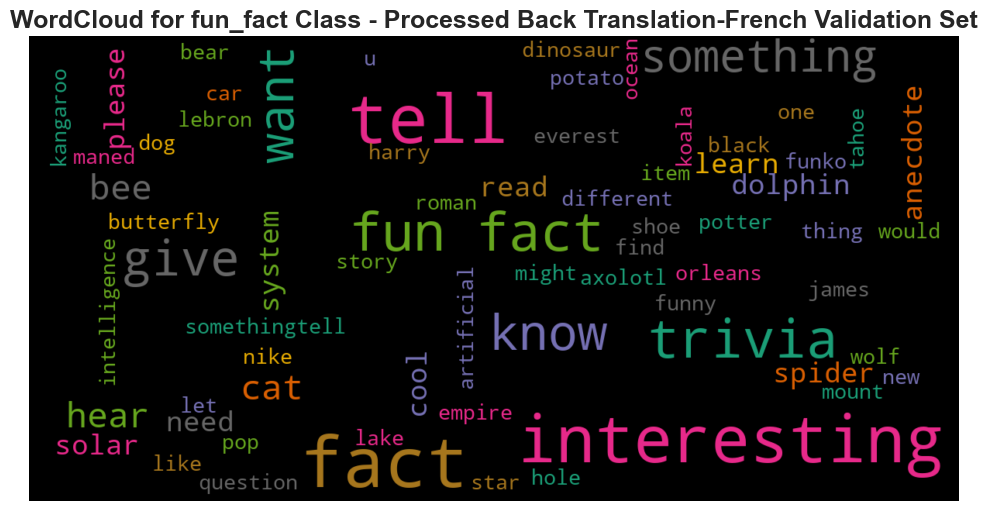 WordCloud for fun_fact Class - Processed Back Translation-French Validation Set
bear
u
dinosaur
something
please
want
ocean
potato
kangaroo
car
lebron
tell
everest
one
anecdote
maned
dog
harry
koala
black
tahoe
item
learn
funko
bee
read
different
dolphin
butterfly
roman
shoe
potter
thing
would
give
system
fun fact
find
story
might
axolotl
orleans
intelligence
artificial
funny
james
somethingtell
know
trivia
nike
cool
wolf
cat
spider
new
mount
hear
let
need
empire
solar
pop
lake
interesting
like
fact
question
star
hole